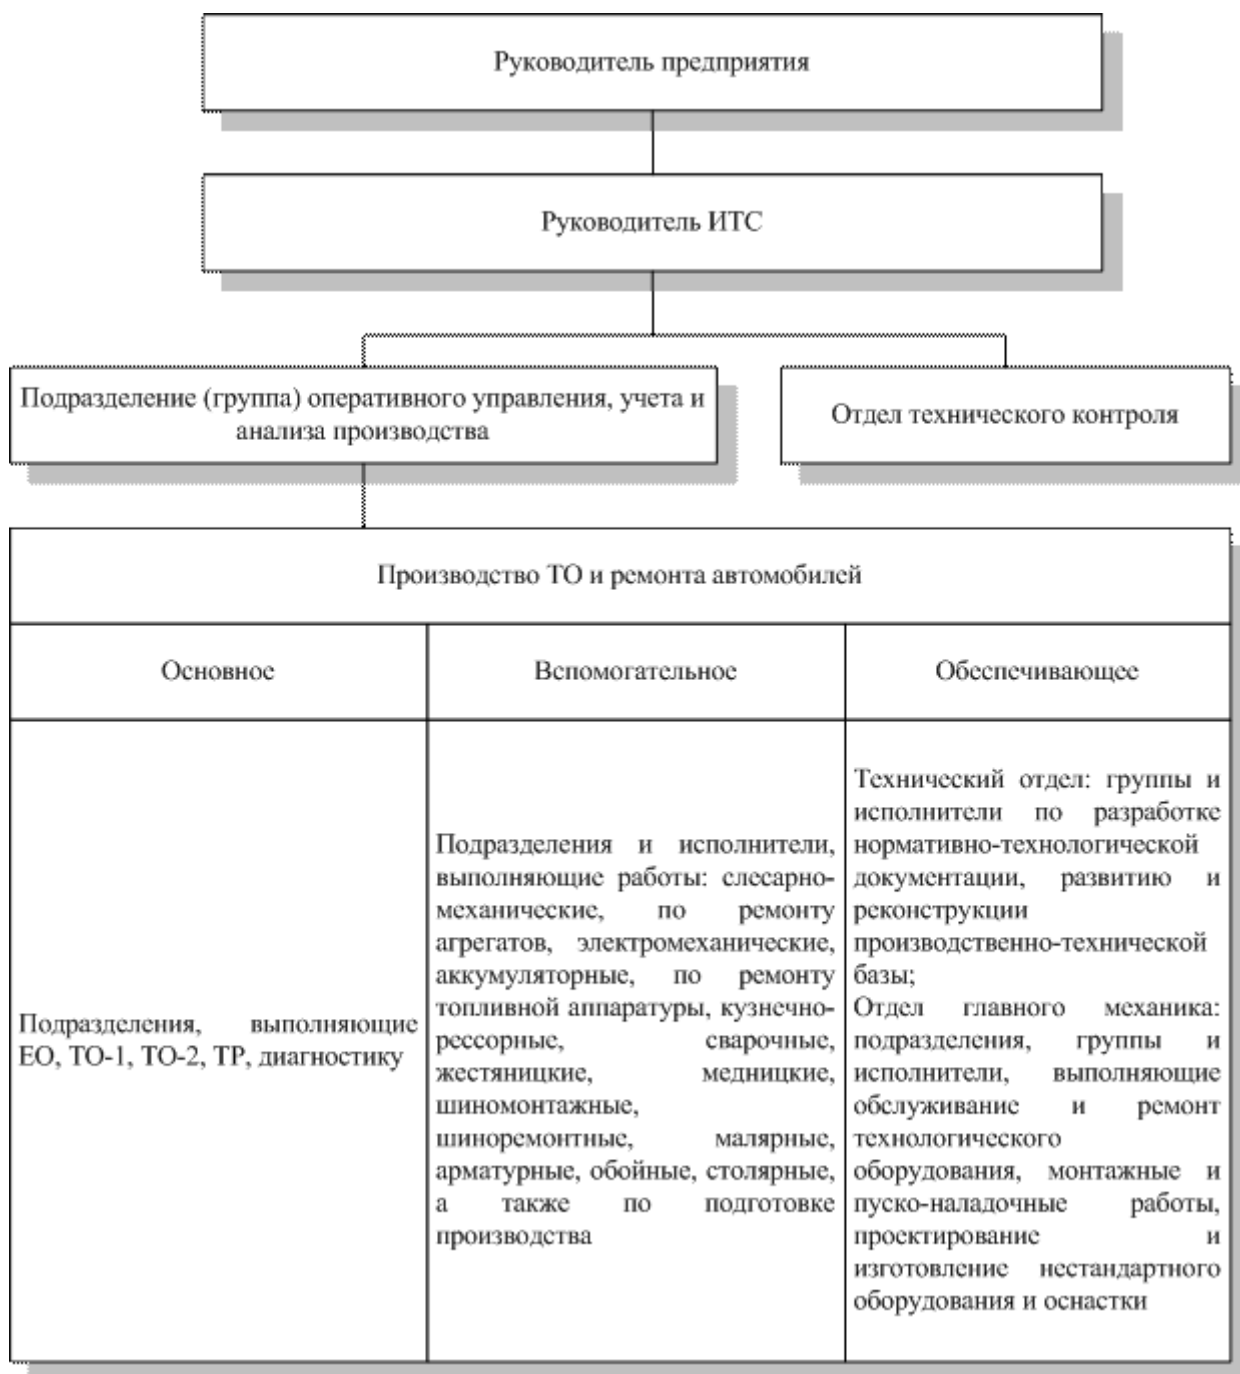 Руководитель предприятия
Руководитель ИТС
Подразделение (группа) оперативного управления, учета и
анализа производства
Отдел технического контроля
Производство ТО и ремонта автомобилей
Основное
Вспомогательное
Обеспечивающее
Подразделения, выполняющие
ЕО, ТО-1, ТО-2, ТР, диагностику
Подразделения и исполнители,
выполняющие работы: слесарно-
механические, по ремонту
агрегатов, электромеханические,
аккумуляторные, по ремонту
топливной аппаратуры, кузнечно-
рессорные, сварочные,
жестяницкие, медницкие,
шиномонтажные,
шиноремонтные, малярные,
арматурные, обойные, столярные,
а также по подготовке
производства
Технический отдел: группы и
исполнители по разработке
нормативно-технологической
документации, развитию и
реконструкции
производственно-технической
базы;
Отдел главного механика:
подразделения, группы и
исполнители, выполняющие
обслуживание и ремонт
технологического
оборудования, монтажные и
пуско-наладочные работы,
проектирование и
изготовление нестандартного
оборудования и оснастки